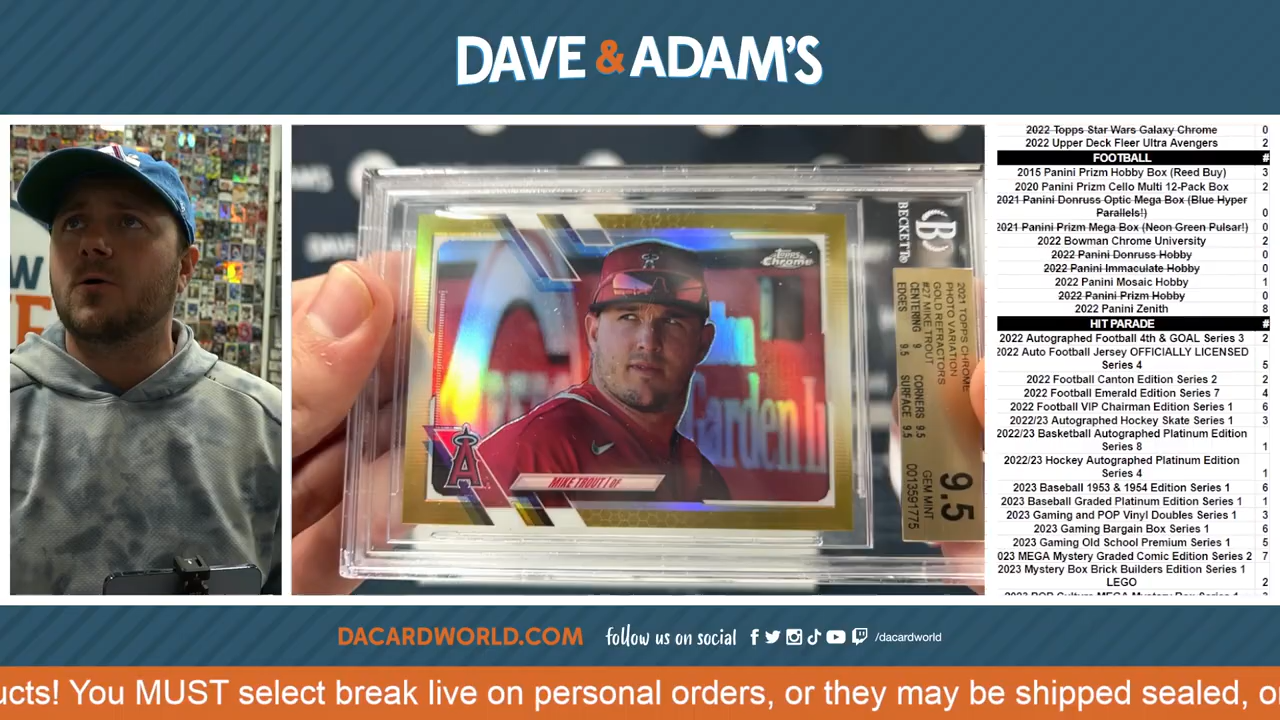 DAVE & ADAM'S
2022 Topps Star Wars Galaxy Chrome 0
2022 Upper Deck Fleer Ultra Avengers 2
FOOTBALL #
2015 Panini Prizm Hobby Box (Reed Buy) 3
2020 Panini Prizm Cello Multi 12-Pack Box 2
2021 Panini Donruss Optic Mega Box (Blue Hyper
Parallels!) 0
2021 Panini Prizm Mega Box (Neon Green Pulsar!) 0
2022 Bowman Chrome University 2
2022 Panini Donruss Hobby 0
2022 Panini Immaculate Hobby 0
2022 Panini Mosaic Hobby 1
2022 Panini Prizm Hobby 0
2022 Panini Zenith 8
HIT PARADE #
2022 Autographed Football 4th & GOAL Series 3 2
2022 Auto Football Jersey OFFICIALLY LICENSED
Series 4 5
2022 Football Canton Edition Series 2 2
2022 Football Emerald Edition Series 7 4
2022 Football VIP Chairman Edition Series 1 6
2022/23 Autographed Hockey Skate Series 1 3
2022/23 Basketball Autographed Platinum Edition
Series 8 1
2022/23 Hockey Autographed Platinum Edition
Series 4 1
2023 Baseball 1953 & 1954 Edition Series 1 6
2023 Baseball Graded Platinum Edition Series 1 1
2023 Gaming and POP Vinyl Doubles Series 1 3
2023 Gaming Bargain Box Series 1 6
2023 Gaming Old School Premium Series 1 5
023 MEGA Mystery Graded Comic Edition Series 2 7
2023 Mystery Box Brick Builders Edition Series 1
LEGO 2
Topps
Chrome
Garden
A
MIKE TROUT | OF
B
BECKETT
2021 TOPPS CHROME
PHOTO VARIATION
GOLD REFRACTORS
#27 MIKE TROUT
CENTERING 9 CORNERS 9.5
EDGES 9.5 SURFACE 9.5
9.5
GEM MINT
0013591775
DACARDWORLD.COM
follow us on social
/dacardworld
ucts! You MUST select break live on personal orders, or they may be shipped sealed, o